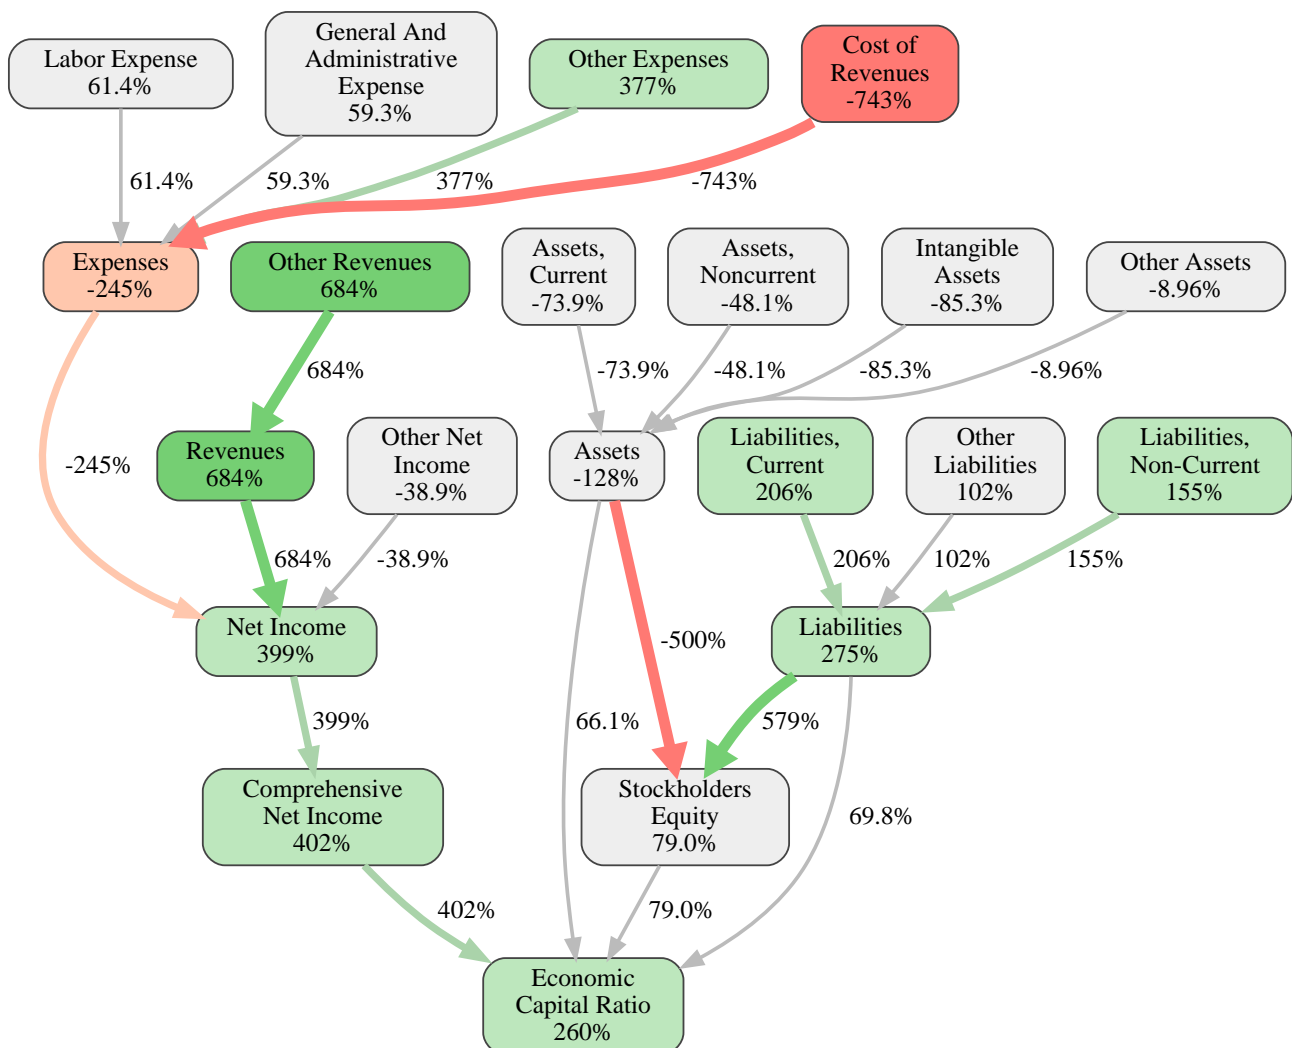 Labor Expense
61.4%
General And
Administrative
Expense
59.3%
Other Expenses
377%
Cost of
Revenues
-743%
61.4%
59.3%
377%
-743%
Expenses
-245%
Other Revenues
684%
Assets,
Current
-73.9%
Assets,
Noncurrent
-48.1%
Intangible
Assets
-85.3%
Other Assets
-8.96%
684%
-73.9%
-48.1%
-85.3%
-8.96%
-245%
Revenues
684%
Other Net
Income
-38.9%
Assets
-128%
Liabilities,
Current
206%
Other
Liabilities
102%
Liabilities,
Non-Current
155%
684%
-38.9%
206%
102%
155%
Net Income
399%
-500%
Liabilities
275%
399%
66.1%
579%
Comprehensive
Net Income
402%
Stockholders
Equity
79.0%
69.8%
402%
79.0%
Economic
Capital Ratio
260%